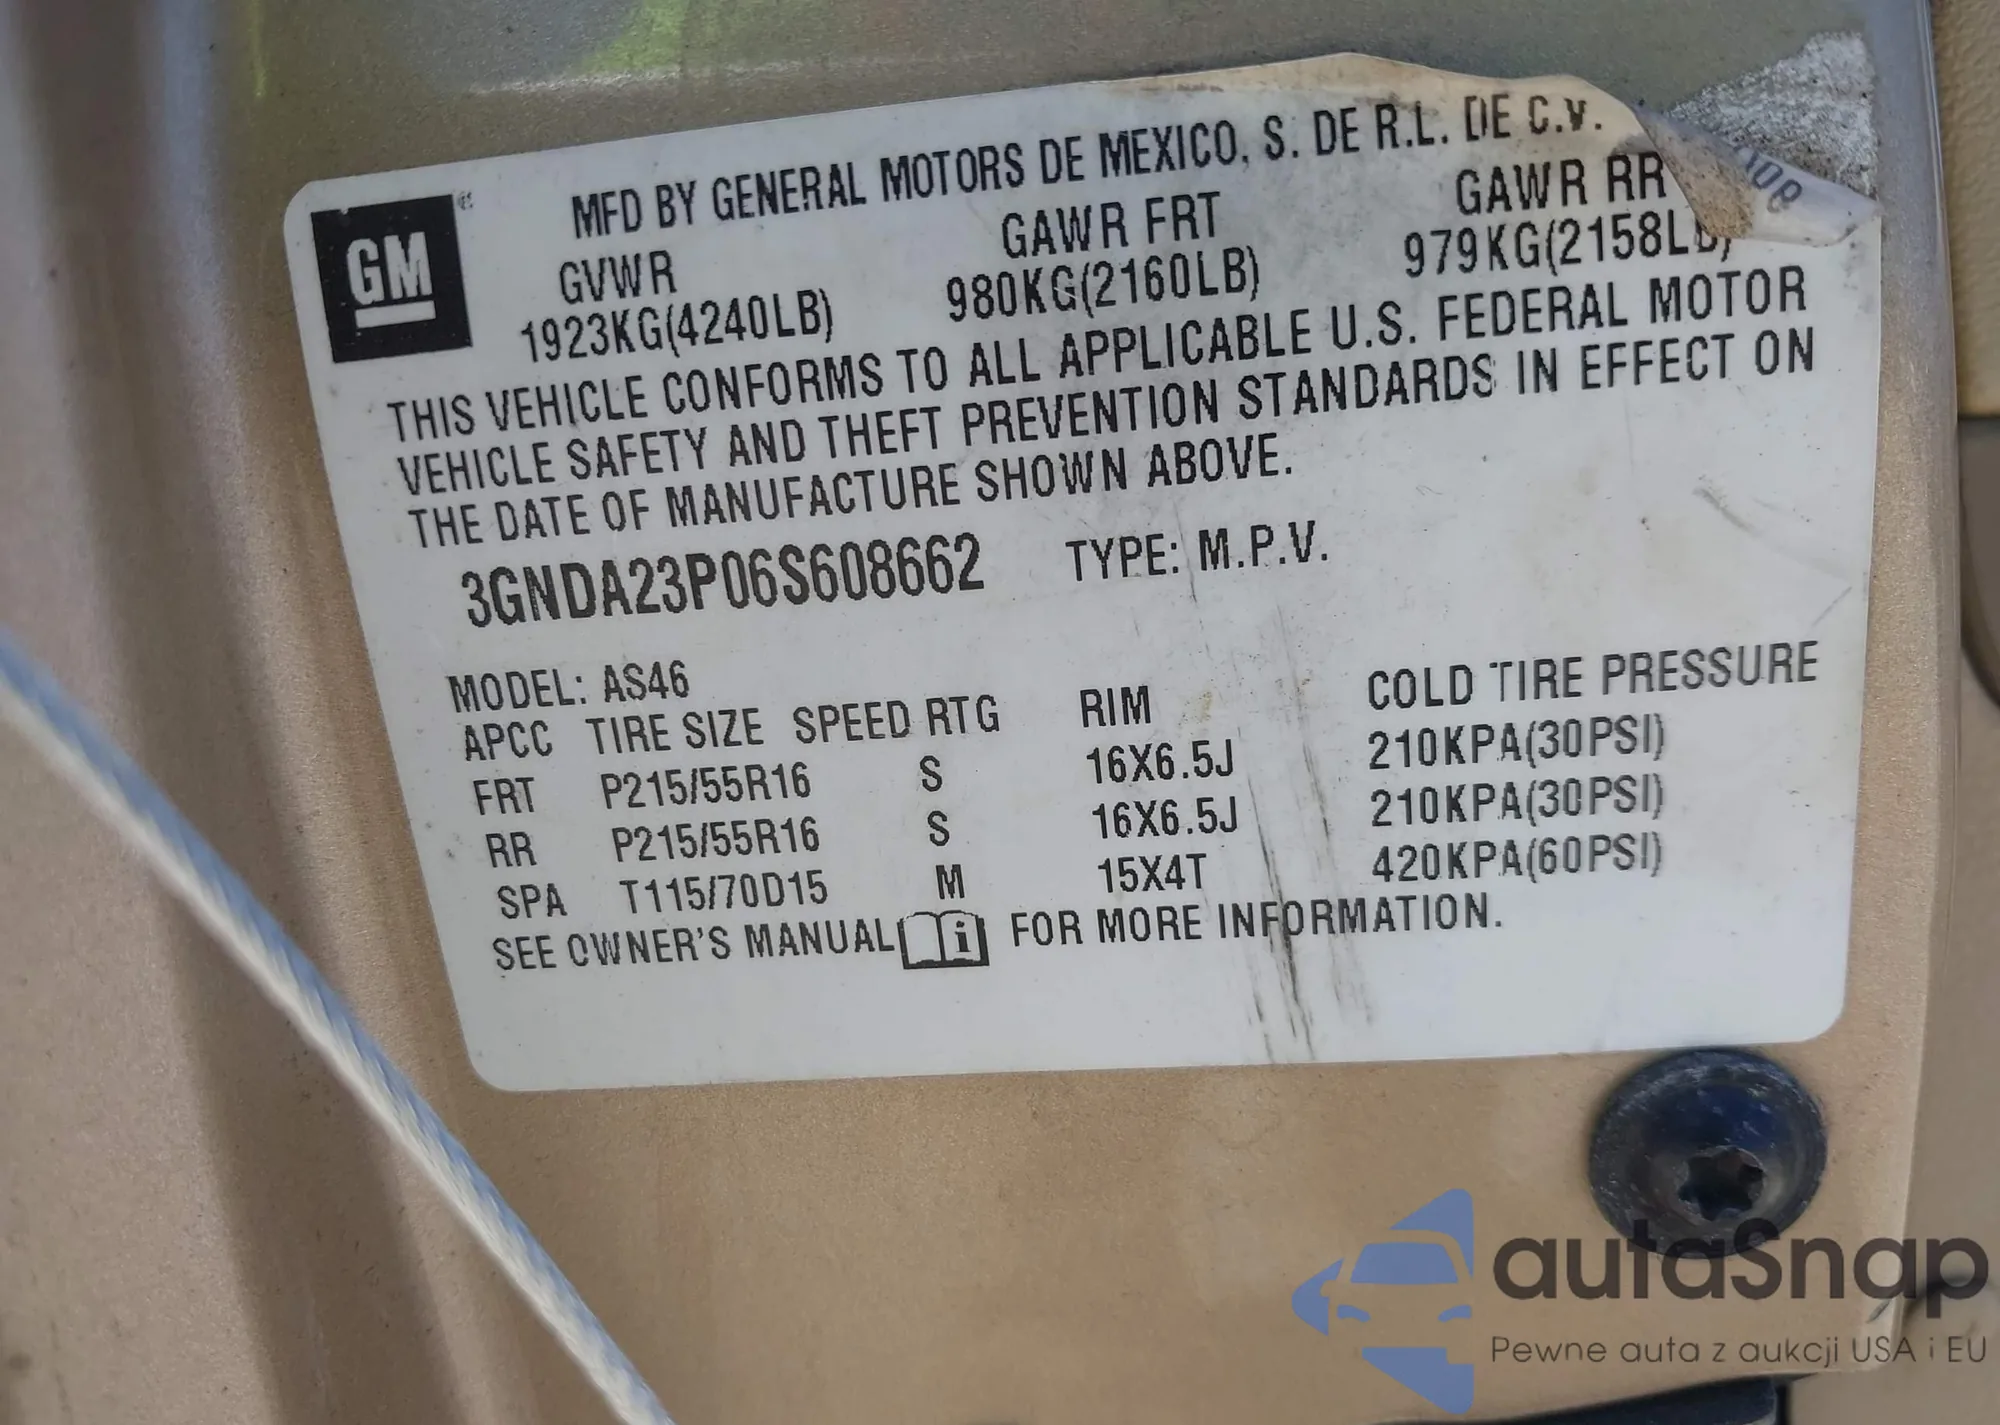 GM
MFD BY GENERAL MOTORS DE MEXICO, S. DE R.L. DE C.V.
GVWR GAWR FRT GAWR RR
1923KG(4240LB) 980KG(2160LB) 979KG(2158LB)
THIS VEHICLE CONFORMS TO ALL APPLICABLE U.S. FEDERAL MOTOR
VEHICLE SAFETY AND THEFT PREVENTION STANDARDS IN EFFECT ON
THE DATE OF MANUFACTURE SHOWN ABOVE.
3GNDA23P06S608662 TYPE: M.P.V.
MODEL: AS46
APCC TIRE SIZE SPEED RTG RIM COLD TIRE PRESSURE
FRT P215/55R16 S 16X6.5J 210KPA(30PSI)
RR P215/55R16 S 16X6.5J 210KPA(30PSI)
SPA T115/70D15 M 15X4T 420KPA(60PSI)
SEE OWNER'S MANUAL i FOR MORE INFORMATION.
autaSnap
Pewne auta z aukcji USA i EU